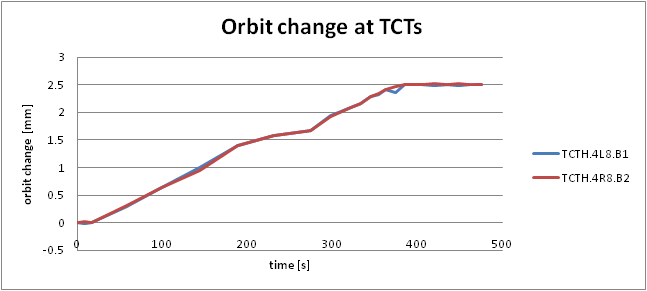 Orbit change at TCTs
3
2.5
2
1.5
1
0.5
0
-0.5
orbit change [mm]
0 100 200 300 400 500
time [s]
TCTH.4L8.B1
TCTH.4R8.B2